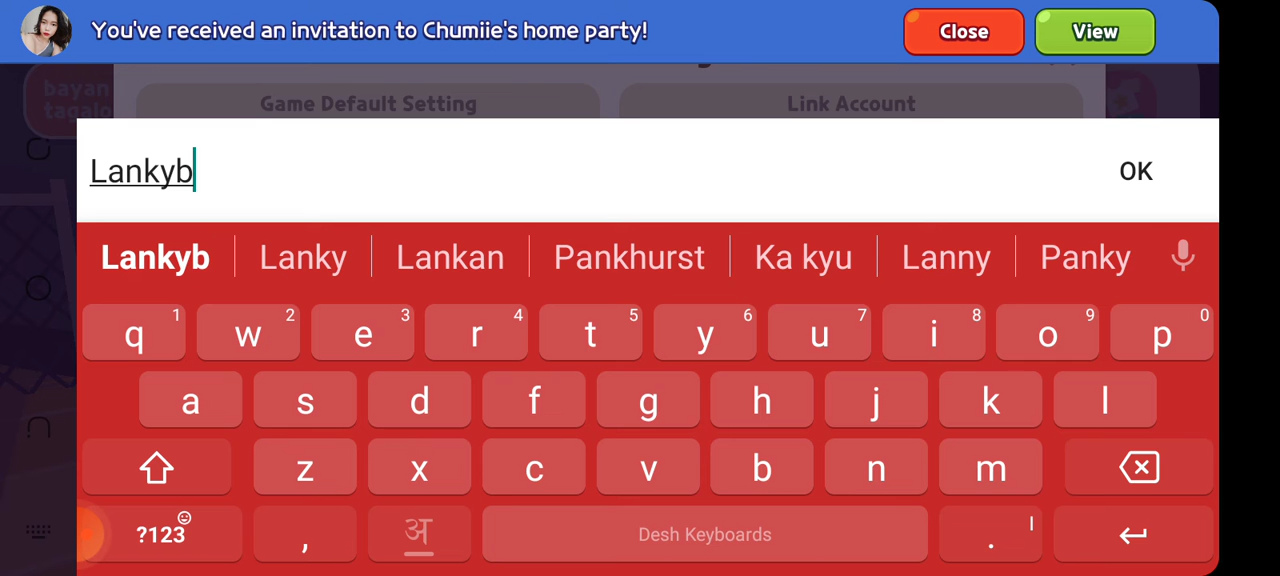 You've received an invitation to Chumiie's home party!
Close
View
bayan
tagalo
Game Default Setting
Link Account
Lankyb
OK
Lankyb Lanky Lankan Pankhurst Ka kyu Lanny Panky
q 1 w 2 e 3 r 4 t 5 y 6 u 7 i 8 o 9 p 0
a s d f g h j k l
z x c v b n m
?123 , अ Desh Keyboards . |